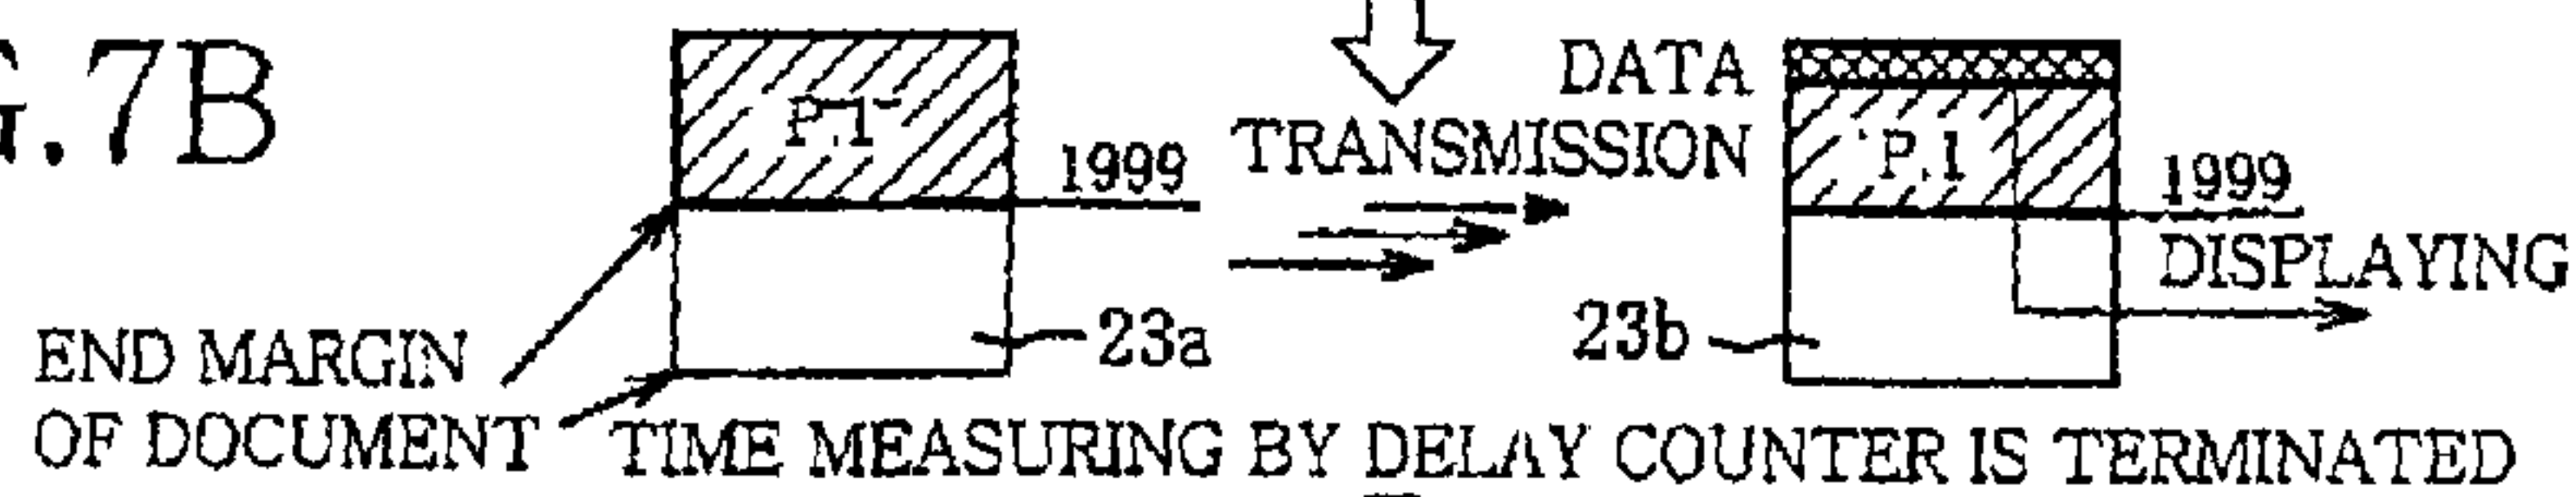 G.7B
P.1
1999
DATA
TRANSMISSION
P.1
1999
DISPLAYING
23a
23b
END MARGIN
OF DOCUMENT
TIME MEASURING BY DELAY COUNTER IS TERMINATED